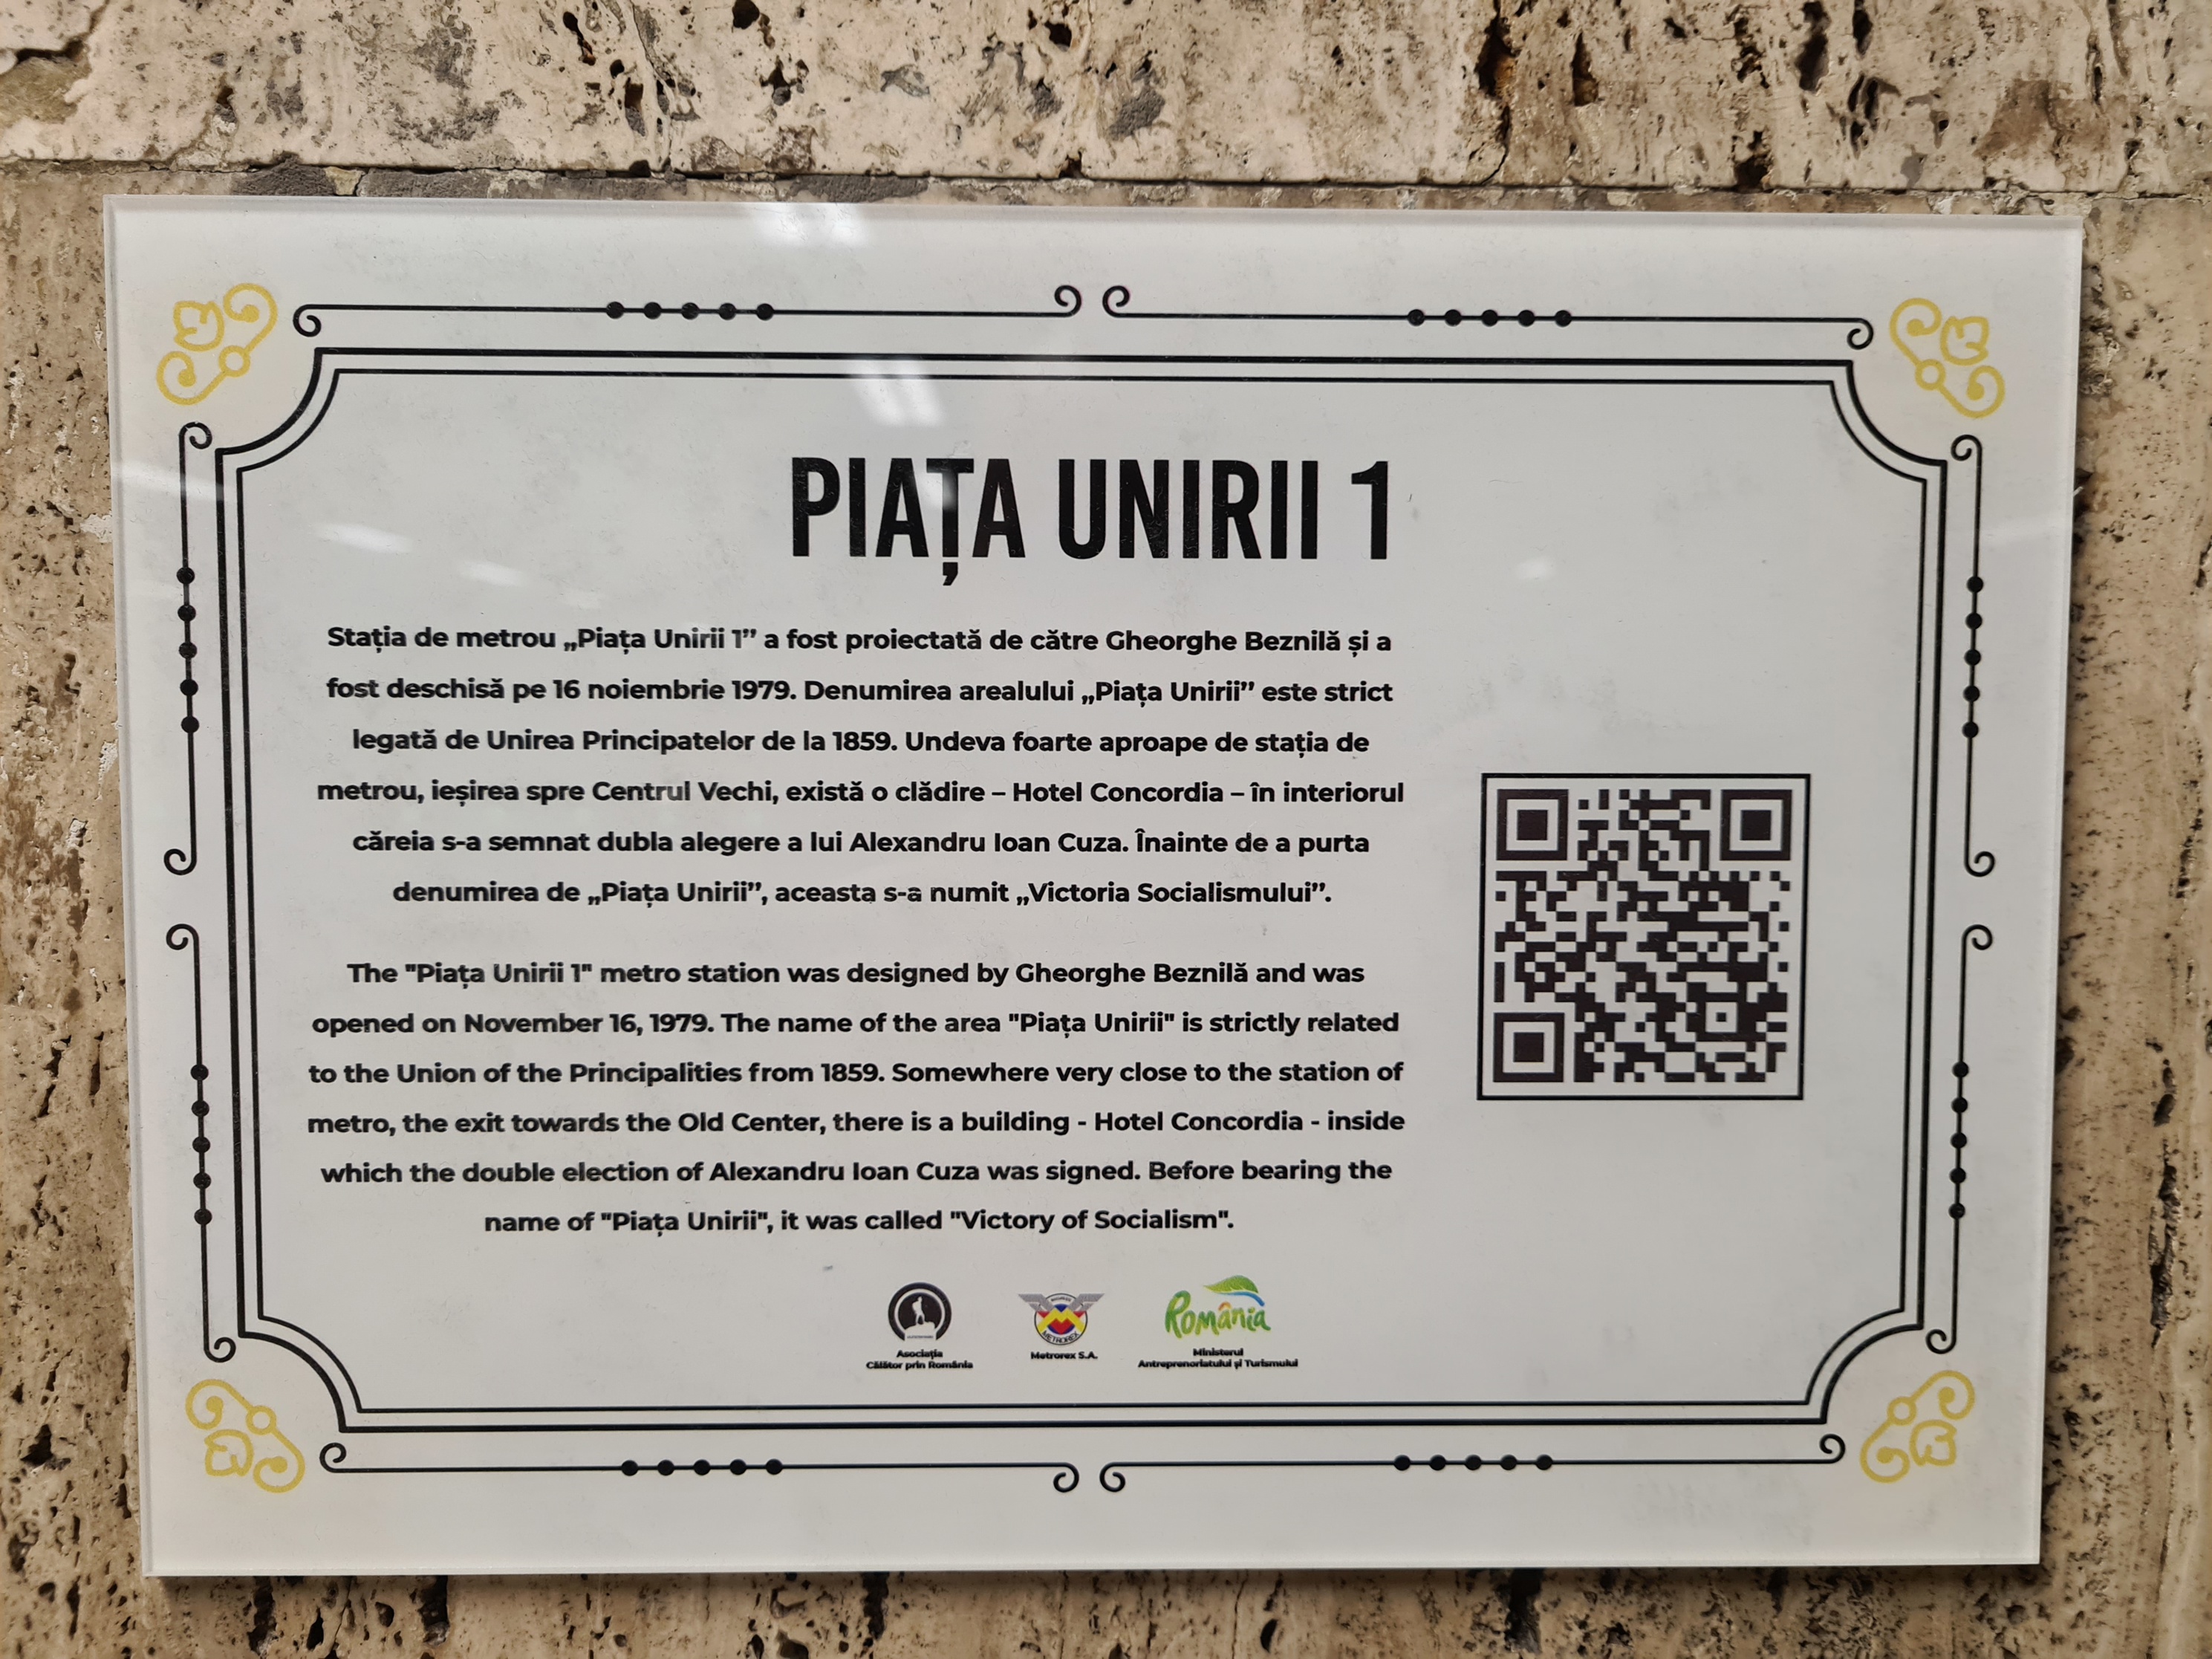 PIAȚA UNIRII 1
Stația de metrou „Piața Unirii 1” a fost proiectată de către Gheorghe Beznilă și a
fost deschisă pe 16 noiembrie 1979. Denumirea arealului „Piața Unirii” este strict
legată de Unirea Principatelor de la 1859. Undeva foarte aproape de stația de
metrou, ieșirea spre Centrul Vechi, există o clădire – Hotel Concordia – în interiorul
căreia s-a semnat dubla alegere a lui Alexandru Ioan Cuza. Înainte de a purta
denumirea de „Piața Unirii”, aceasta s-a numit „Victoria Socialismului”.
The "Piața Unirii 1" metro station was designed by Gheorghe Beznilă and was
opened on November 16, 1979. The name of the area "Piața Unirii" is strictly related
to the Union of the Principalities from 1859. Somewhere very close to the station of
metro, the exit towards the Old Center, there is a building - Hotel Concordia - inside
which the double election of Alexandru Ioan Cuza was signed. Before bearing the
name of "Piața Unirii", it was called "Victory of Socialism".
METROREX
România
Asociația
Călător prin România
Metrorex S.A.
Ministerul
Antreprenoriatului și Turismului